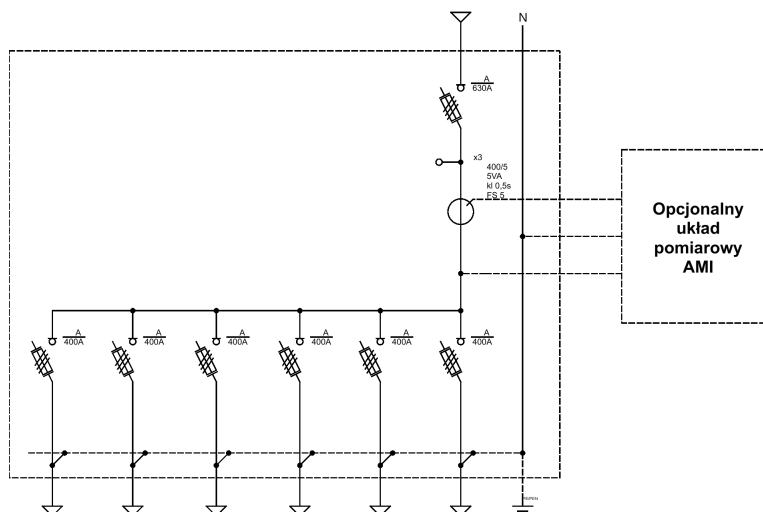 N
A
630A
x3
400/5
5VA
kl 0,5s
FS 5
Opcjonalny
układ
pomiarowy
AMI
A
400A
A
400A
A
400A
A
400A
A
400A
A
400A